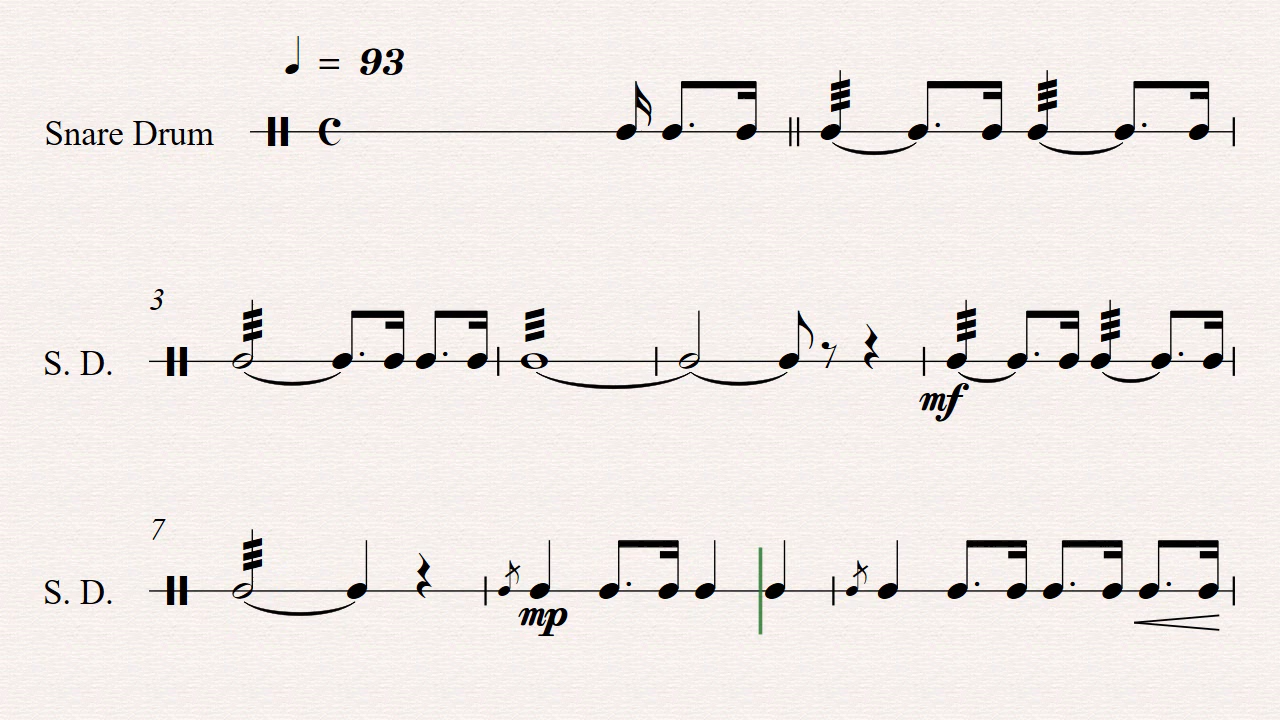 ♩ = 93
Snare Drum
3
S. D.
mf
7
S. D.
mp